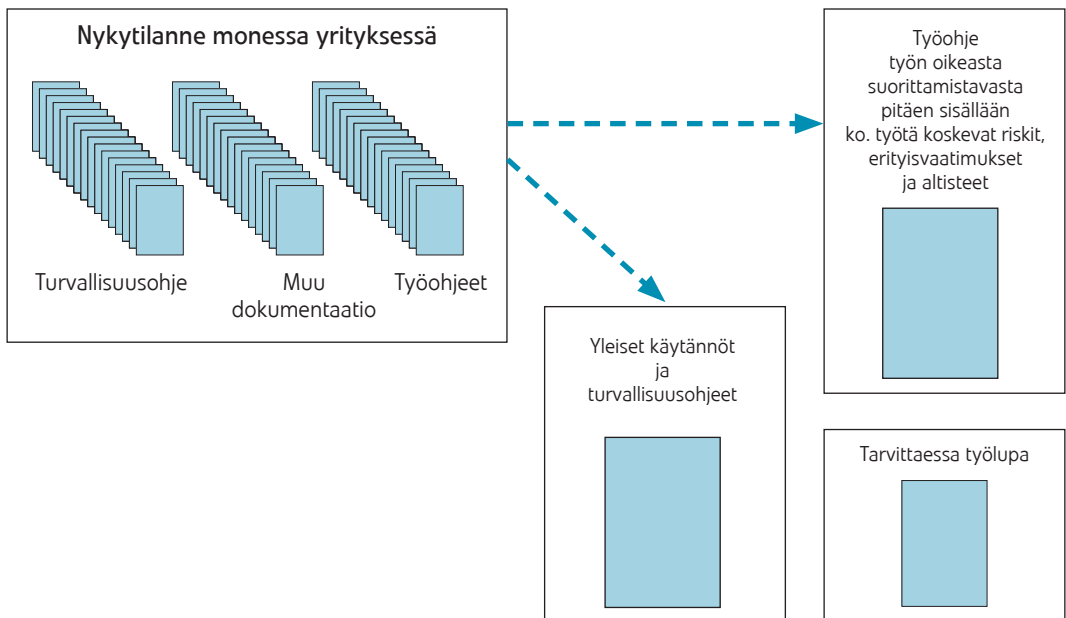 Nykytilanne monessa yrityksessä
Turvallisuusohje
Muu
dokumentaatio
Työohjeet
Työohje
työn oikeasta
suorittamistavasta
pitäen sisällään
ko. työtä koskevat riskit,
erityisvaatimukset
ja altisteet
Yleiset käytännöt
ja
turvallisuusohjeet
Tarvittaessa työlupa